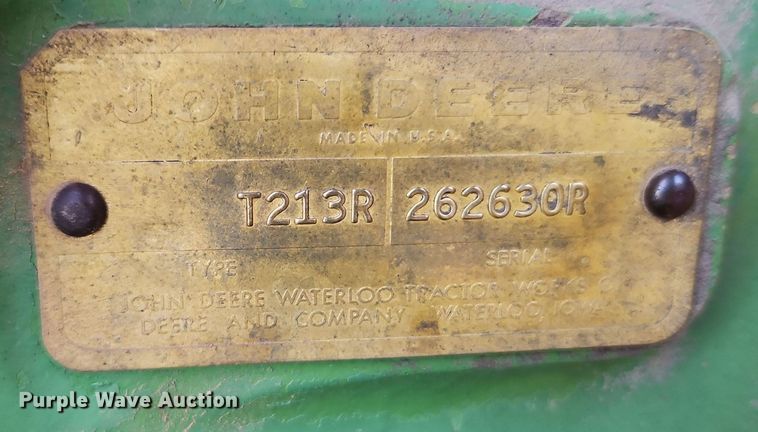 JOHN DEERE
MADE IN U.S.A.
T213R 262630R
TYPE SERIAL
JOHN DEERE WATERLOO TRACTOR WORKS
DEERE AND COMPANY WATERLOO, IOWA
Purple Wave Auction